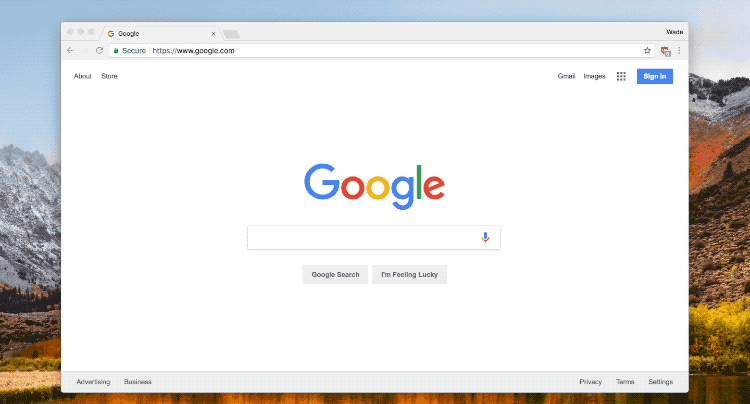 Google
Wade
Secure https://www.google.com
About Store
Gmail Images Sign in
Google
Google Search I'm Feeling Lucky
Advertising Business
Privacy Terms Settings